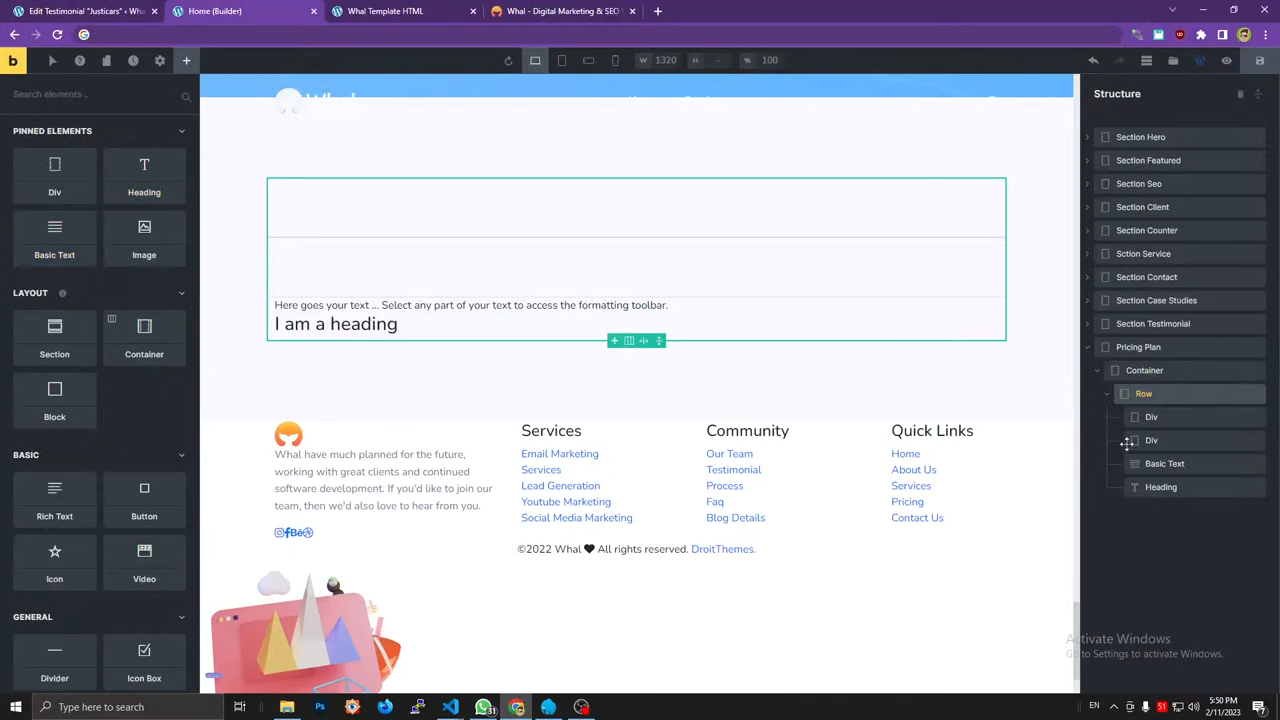 Edit Testimonial "Justicars" ‹ Wh
Home (Builder)
Whal Template HTML
Whal - Digital Marketing & SEO
W 1320
H -
% 100
Search elements ...
PINNED ELEMENTS
Div
Heading
Basic Text
Image
LAYOUT
Section
Container
Block
BASIC
Rich Text
Button
Icon
Video
GENERAL
Divider
Icon Box
Here goes your text ... Select any part of your text to access the formatting toolbar.
I am a heading
Whal have much planned for the future,
working with great clients and continued
software development. If you'd like to join our
team, then we'd also love to hear from you.
Services
Email Marketing
Services
Lead Generation
Youtube Marketing
Social Media Marketing
Community
Our Team
Testimonial
Process
Faq
Blog Details
Quick Links
Home
About Us
Services
Pricing
Contact Us
©2022 Whal ♥ All rights reserved. DroitThemes.
Structure
Section Hero
Section Featured
Section Seo
Section Client
Section Counter
Sction Service
Section Contact
Section Case Studies
Section Testimonial
Pricing Plan
Container
Row
Div
Div
Basic Text
Heading
Activate Windows
Go to Settings to activate Windows.
Type here to search
31
EN
51
5:50 PM
2/11/2023